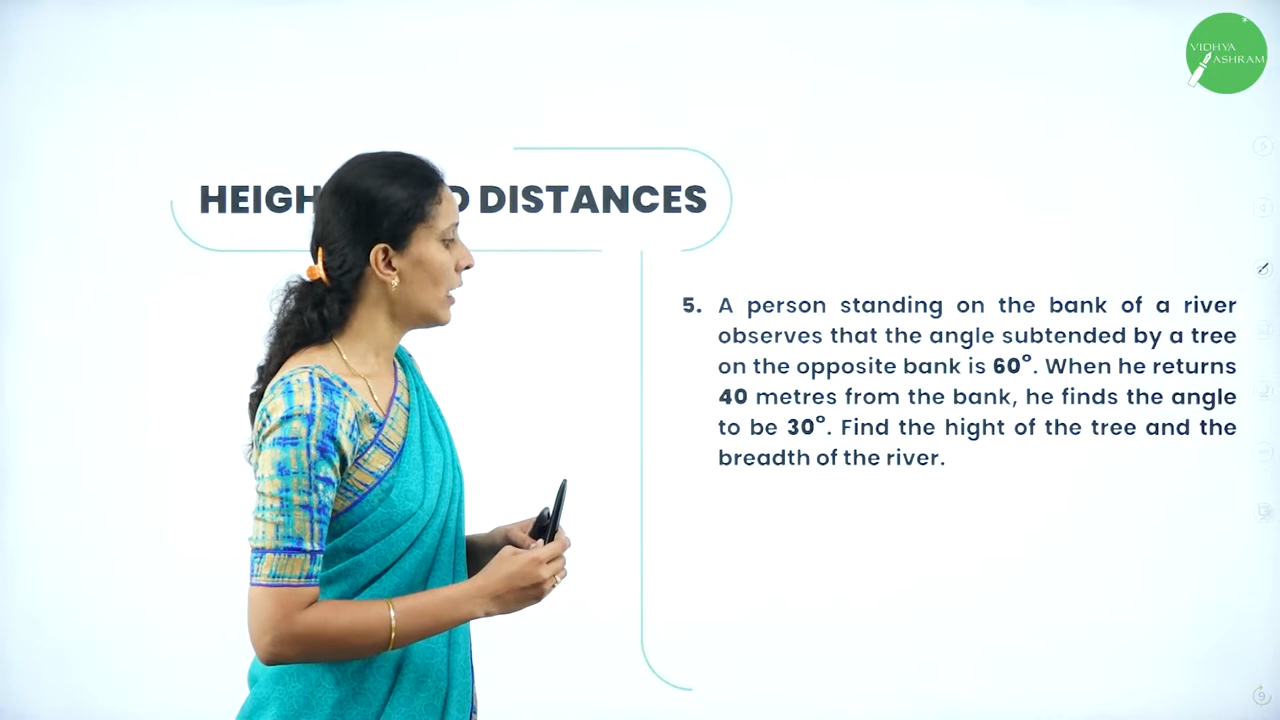 VIDHYA
ASHRAM
HEIGH D DISTANCES
5. A person standing on the bank of a river
observes that the angle subtended by a tree
on the opposite bank is 60°. When he returns
40 metres from the bank, he finds the angle
to be 30°. Find the hight of the tree and the
breadth of the river.
9